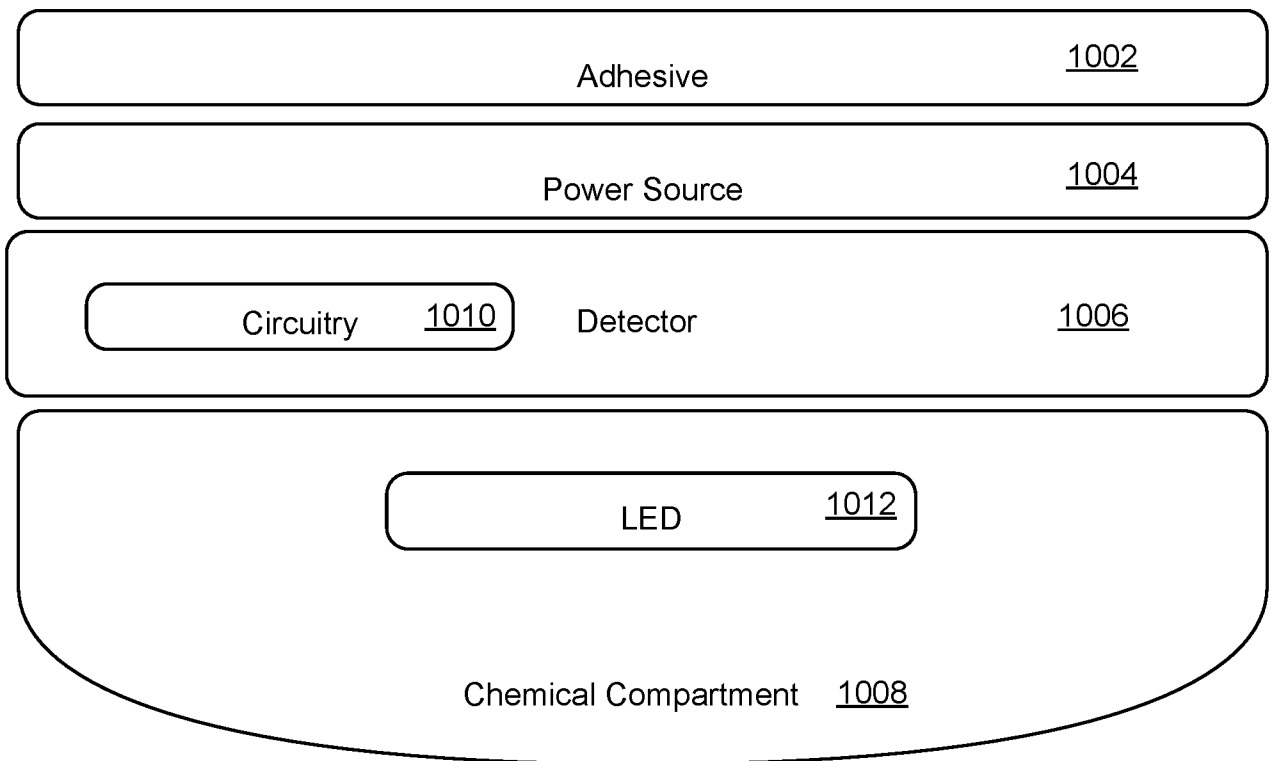 Adhesive 1002
Power Source 1004
Circuitry 1010 Detector 1006
LED 1012
Chemical Compartment 1008